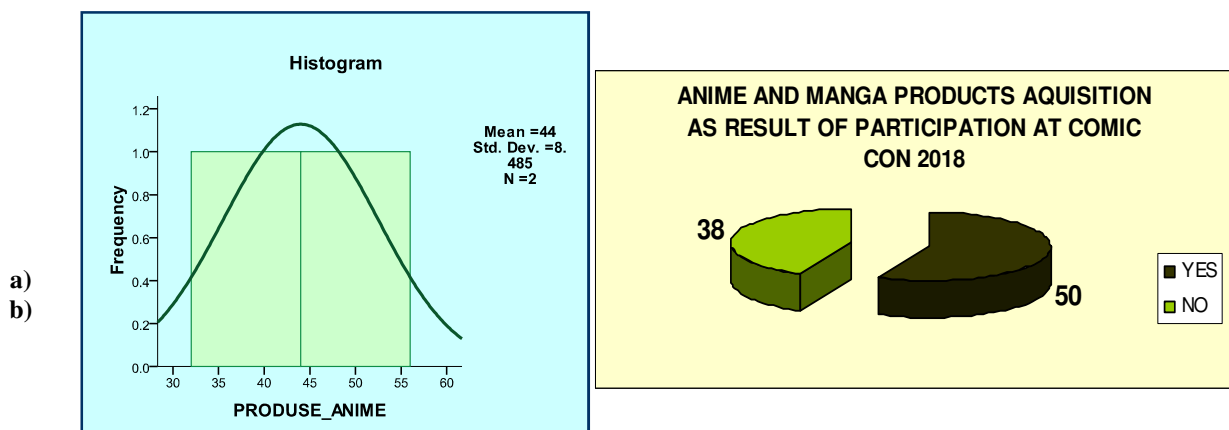 a)
b)
Histogram
Mean =44
Std. Dev. =8.
485
N =2
Frequency
1.2
1.0
0.8
0.6
0.4
0.2
0.0
30 35 40 45 50 55 60
PRODUSE_ANIME
ANIME AND MANGA PRODUCTS AQUISITION
AS RESULT OF PARTICIPATION AT COMIC
CON 2018
38
50
YES
NO